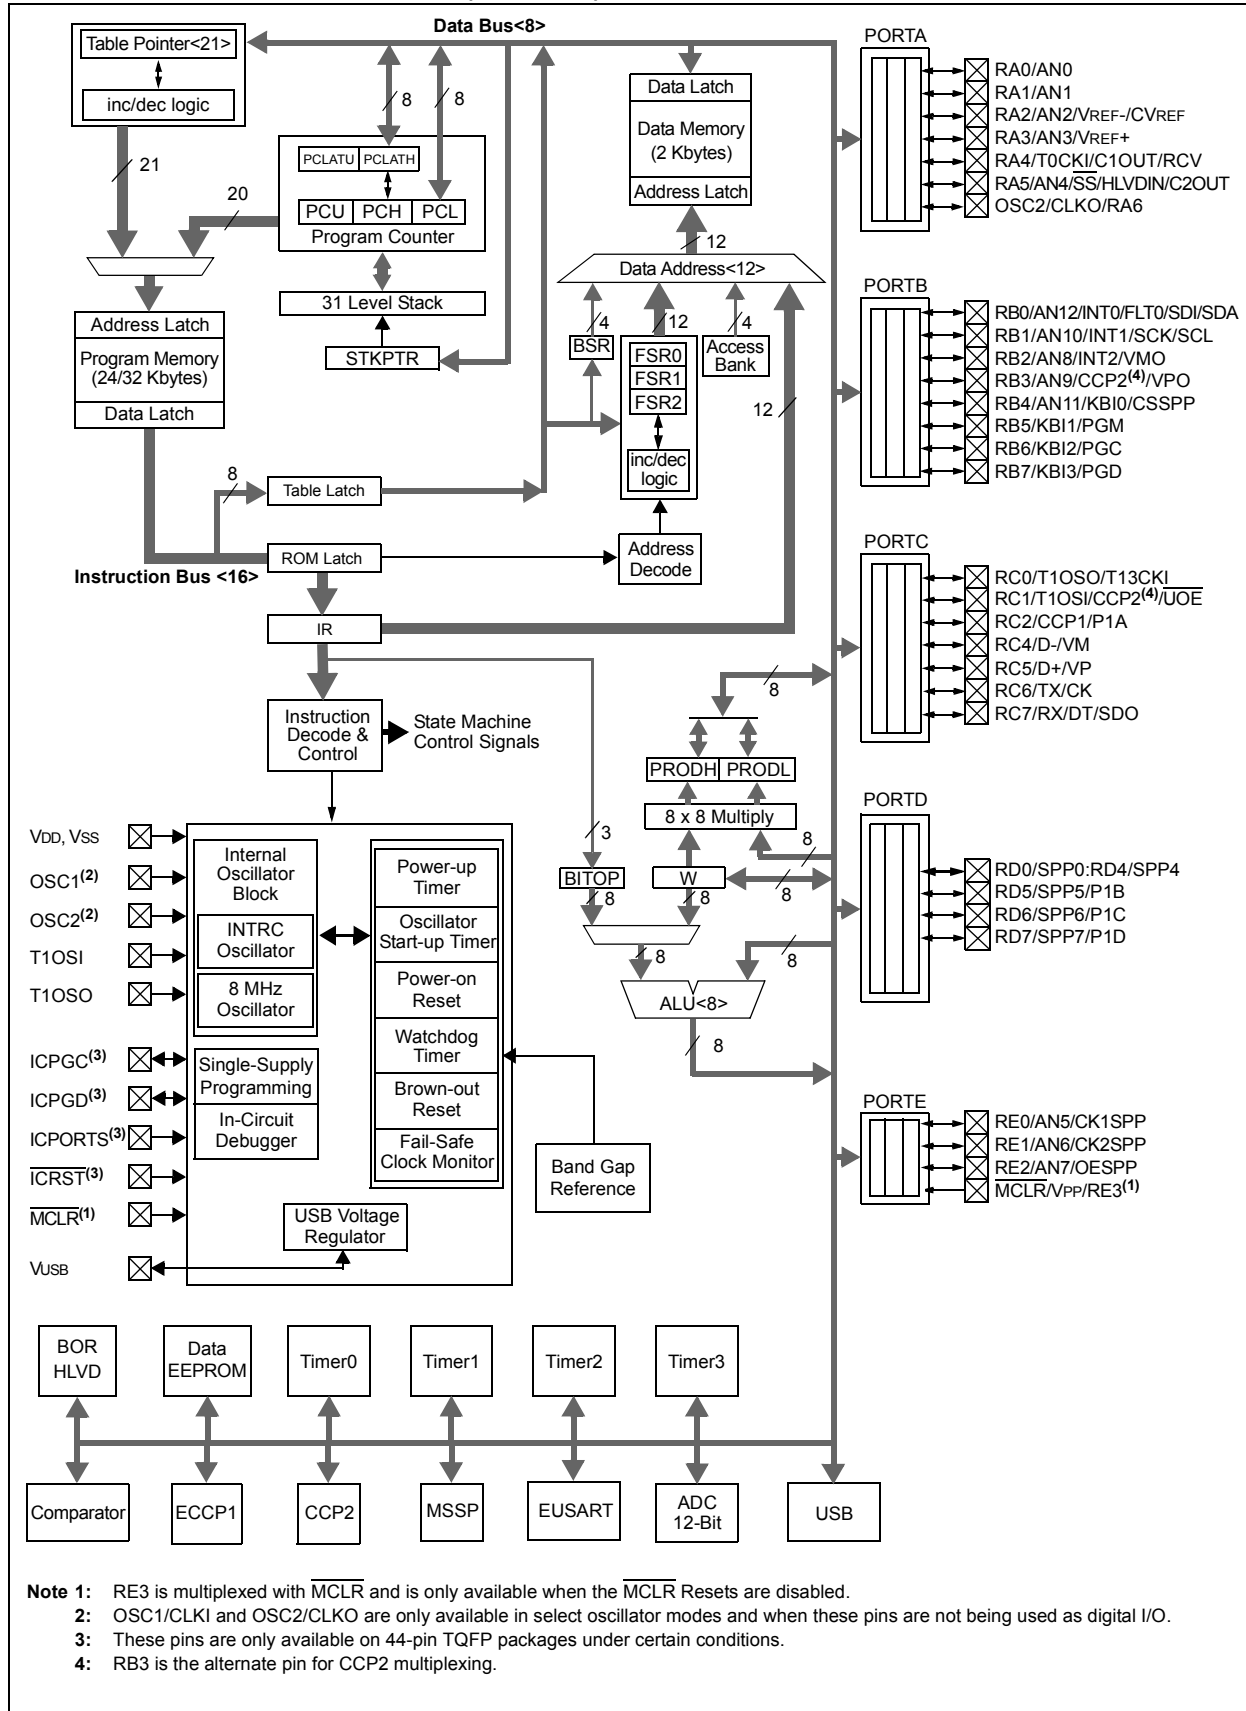 Data Bus<8>
Table Pointer<21>
inc/dec logic
21
20
8
8
PCLATU PCLATH
PCU PCH PCL
Program Counter
31 Level Stack
STKPTR
Address Latch
Program Memory
(24/32 Kbytes)
Data Latch
Data Latch
Data Memory
(2 Kbytes)
Address Latch
12
Data Address<12>
4
12
4
BSR
FSR0
FSR1
FSR2
Access
Bank
inc/dec
logic
12
8
Table Latch
ROM Latch
Address
Decode
Instruction Bus <16>
IR
Instruction
Decode &
Control
State Machine
Control Signals
8
PRODH PRODL
8 x 8 Multiply
3
8
BITOP
W
8
8
8
8
8
ALU<8>
8
VDD, VSS
OSC1(2)
OSC2(2)
T1OSI
T1OSO
ICPGC(3)
ICPGD(3)
ICPORTS(3)
ICRST(3)
MCLR(1)
VUSB
Internal
Oscillator
Block
INTRC
Oscillator
8 MHz
Oscillator
Single-Supply
Programming
In-Circuit
Debugger
Power-up
Timer
Oscillator
Start-up Timer
Power-on
Reset
Watchdog
Timer
Brown-out
Reset
Fail-Safe
Clock Monitor
Band Gap
Reference
USB Voltage
Regulator
PORTA
RA0/AN0
RA1/AN1
RA2/AN2/VREF-/CVREF
RA3/AN3/VREF+
RA4/T0CKI/C1OUT/RCV
RA5/AN4/SS/HLVDIN/C2OUT
OSC2/CLKO/RA6
PORTB
RB0/AN12/INT0/FLT0/SDI/SDA
RB1/AN10/INT1/SCK/SCL
RB2/AN8/INT2/VMO
RB3/AN9/CCP2(4)/VPO
RB4/AN11/KBI0/CSSPP
RB5/KBI1/PGM
RB6/KBI2/PGC
RB7/KBI3/PGD
PORTC
RC0/T1OSO/T13CKI
RC1/T1OSI/CCP2(4)/UOE
RC2/CCP1/P1A
RC4/D-/VM
RC5/D+/VP
RC6/TX/CK
RC7/RX/DT/SDO
PORTD
RD0/SPP0:RD4/SPP4
RD5/SPP5/P1B
RD6/SPP6/P1C
RD7/SPP7/P1D
PORTE
RE0/AN5/CK1SPP
RE1/AN6/CK2SPP
RE2/AN7/OESPP
MCLR/VPP/RE3(1)
BOR
HLVD
Data
EEPROM
Timer0
Timer1
Timer2
Timer3
Comparator
ECCP1
CCP2
MSSP
EUSART
ADC
12-Bit
USB
Note 1: RE3 is multiplexed with MCLR and is only available when the MCLR Resets are disabled.
2: OSC1/CLKI and OSC2/CLKO are only available in select oscillator modes and when these pins are not being used as digital I/O.
3: These pins are only available on 44-pin TQFP packages under certain conditions.
4: RB3 is the alternate pin for CCP2 multiplexing.